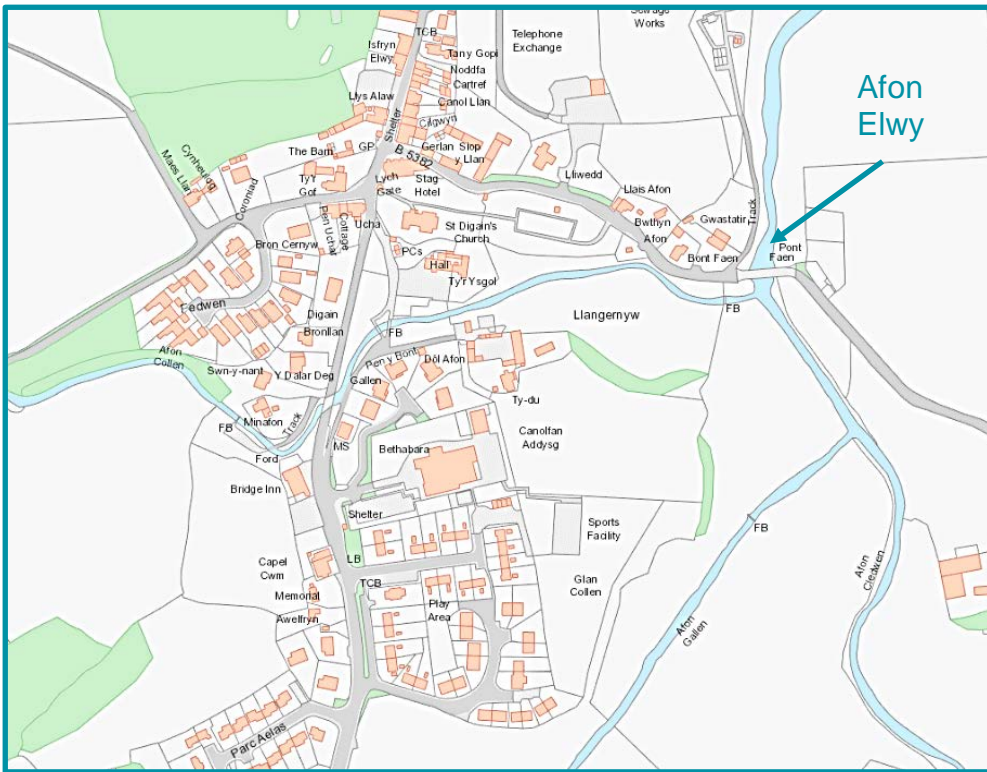 Sewage
Works
TCB
Telephone
Exchange
Isfryn
Elwy
Tan y Gopi
Noddfa
Cartref
Canol Llan
Llys Alaw
Cilgwyn
Shelter
Afon
Elwy
The Barn
GP
B 5382
Gerlan
Siop
y Llan
Cynheulog
Maes Llan
Coroniad
Ty'r
Gof
Lych
Gate
Stag
Hotel
Lliwedd
Llais Afon
Gwastatir
Track
Pen Uchar
Cottage
Ucha
St Digain's
Church
Bwthyn
Afon
Bont Faen
Pont
Faen
Bron Cernyw
PCs
Hall
Ty'r Ysgol
Fedwen
Digain
Bronllan
FB
FB
Llangernyw
Afon
Collen
Swn-y-nant
Y Dalar Deg
Pen y Bont
Dôl Afon
Gallen
Minafon
Track
Ty-du
FB
MS
Bethabara
Canolfan
Addysg
Ford
Bridge Inn
Shelter
Sports
Facility
FB
LB
Capel
Cwm
TCB
Memorial
Play
Area
Glan
Collen
Afon
Cledwen
Awelfryn
Afon
Gallen
Parc Aelas